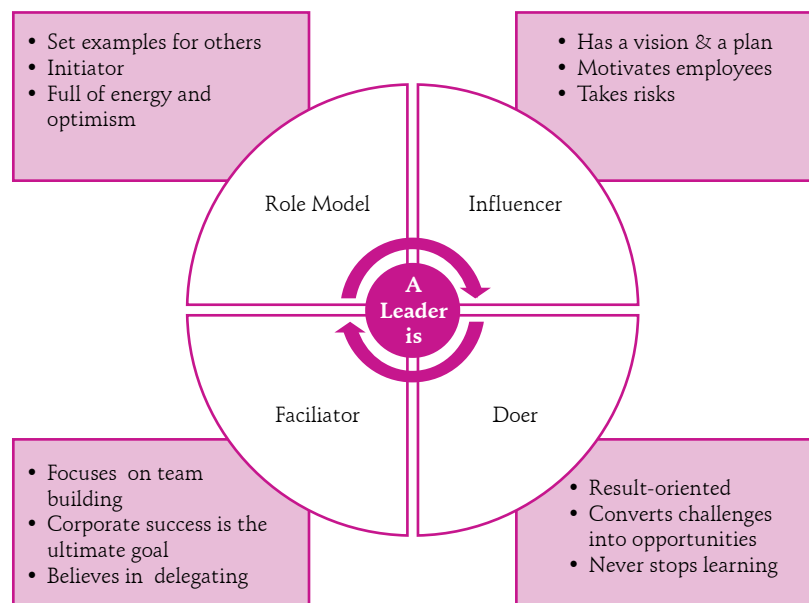 • Set examples for others
• Initiator
• Full of energy and
optimism
• Has a vision & a plan
• Motivates employees
• Takes risks
Role Model
Influencer
A
Leader
is
Faciliator
Doer
• Focuses on team
building
• Corporate success is the
ultimate goal
• Believes in delegating
• Result-oriented
• Converts challenges
into opportunities
• Never stops learning